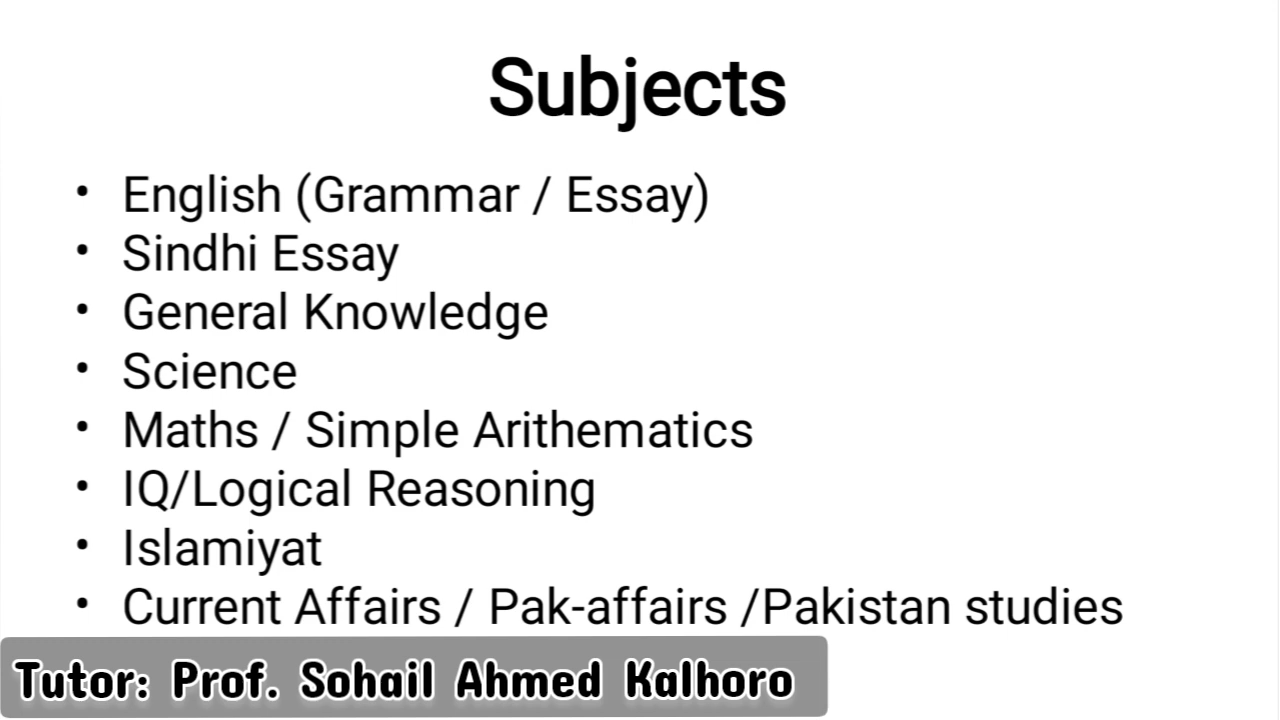 Subjects
• English (Grammar / Essay)
• Sindhi Essay
• General Knowledge
• Science
• Maths / Simple Arithematics
• IQ/Logical Reasoning
• Islamiyat
• Current Affairs / Pak-affairs /Pakistan studies
Tutor: Prof. Sohail Ahmed Kalhoro